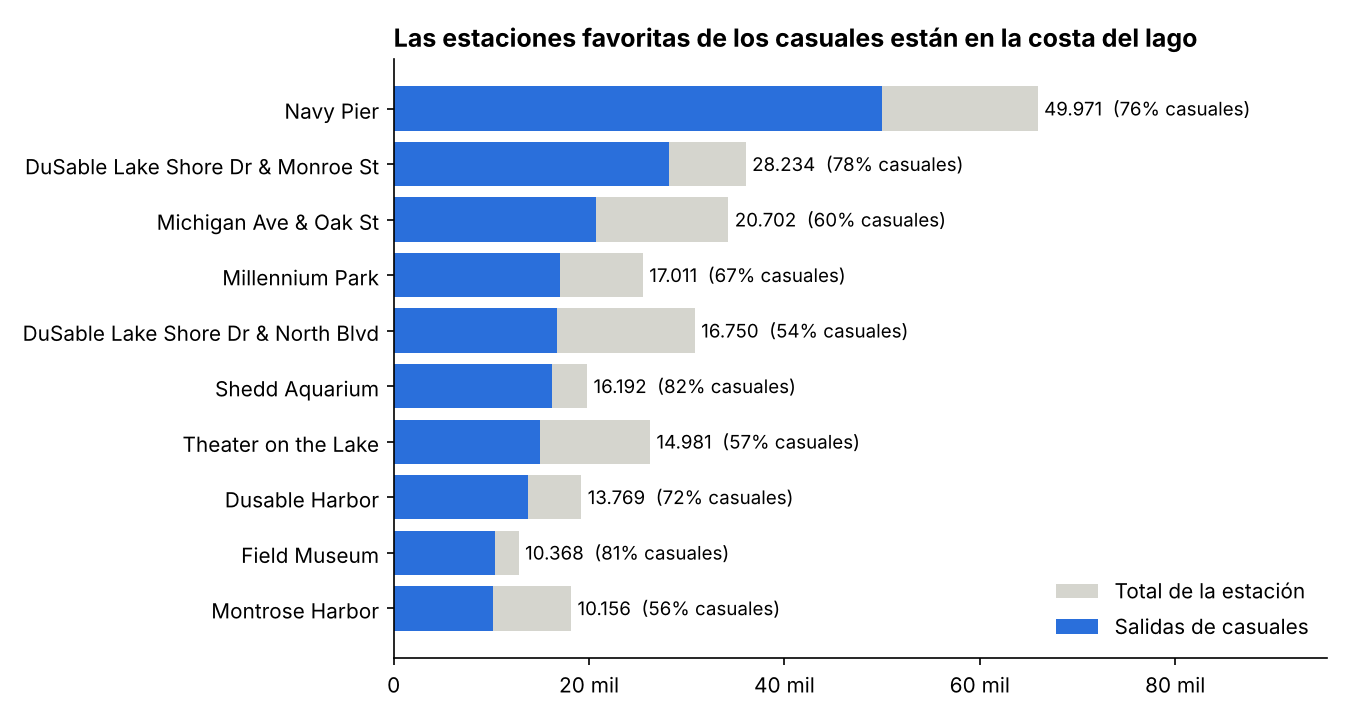 Las estaciones favoritas de los casuales están en la costa del lago
Navy Pier 49.971 (76% casuales)
DuSable Lake Shore Dr & Monroe St 28.234 (78% casuales)
Michigan Ave & Oak St 20.702 (60% casuales)
Millennium Park 17.011 (67% casuales)
DuSable Lake Shore Dr & North Blvd 16.750 (54% casuales)
Shedd Aquarium 16.192 (82% casuales)
Theater on the Lake 14.981 (57% casuales)
Dusable Harbor 13.769 (72% casuales)
Field Museum 10.368 (81% casuales)
Montrose Harbor 10.156 (56% casuales)
Total de la estación
Salidas de casuales
0 20 mil 40 mil 60 mil 80 mil